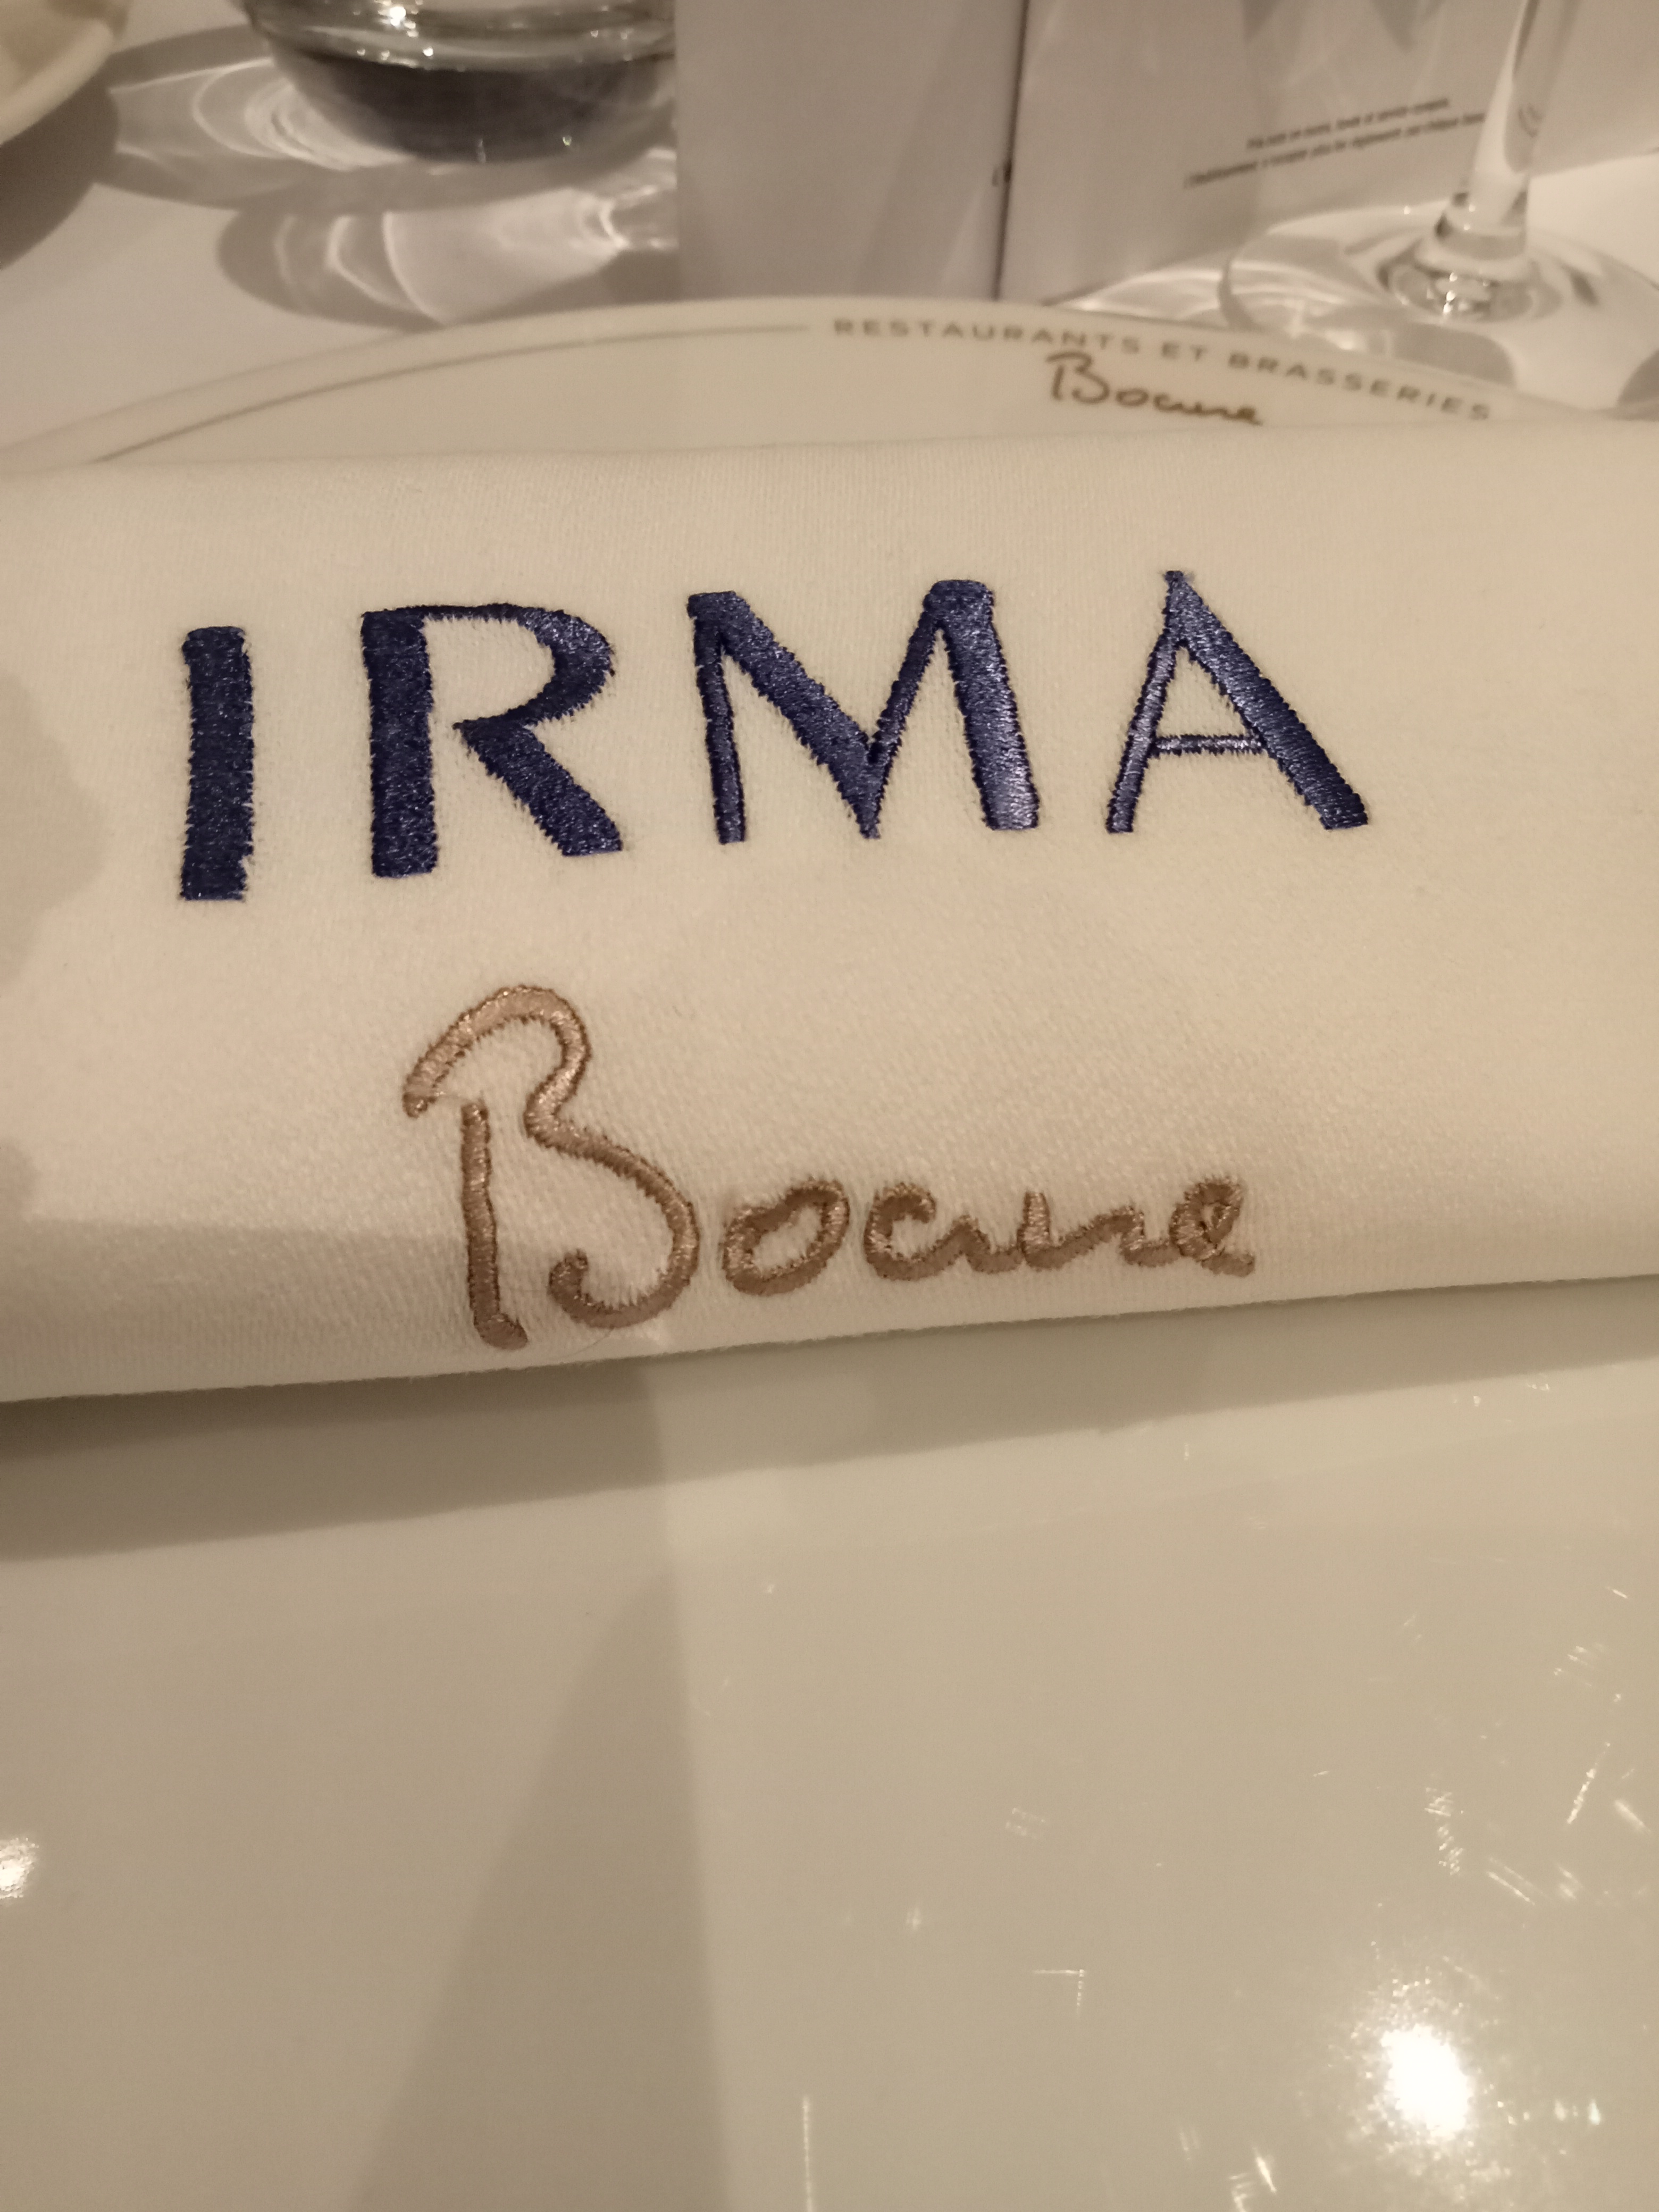 RESTAURANTS ET BRASSERIES
Bocuse
IRMA
Bocuse